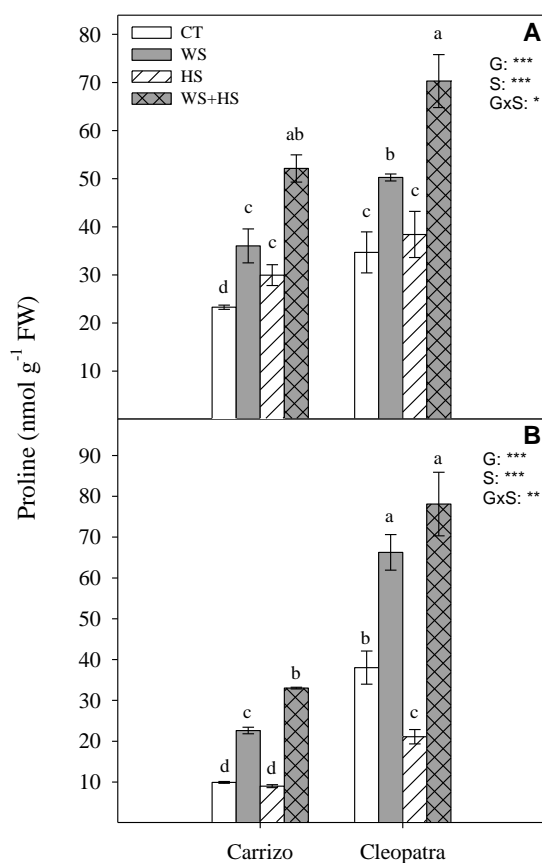 80
70
60
50
40
30
20
10
CT
WS
HS
WS+HS
A
G: ***
S: ***
GxS: *
d
c
c
ab
c
b
c
a
Proline (nmol g⁻¹ FW)
90
80
70
60
50
40
30
20
10
B
G: ***
S: ***
GxS: **
d
c
d
b
b
a
c
a
Carrizo
Cleopatra